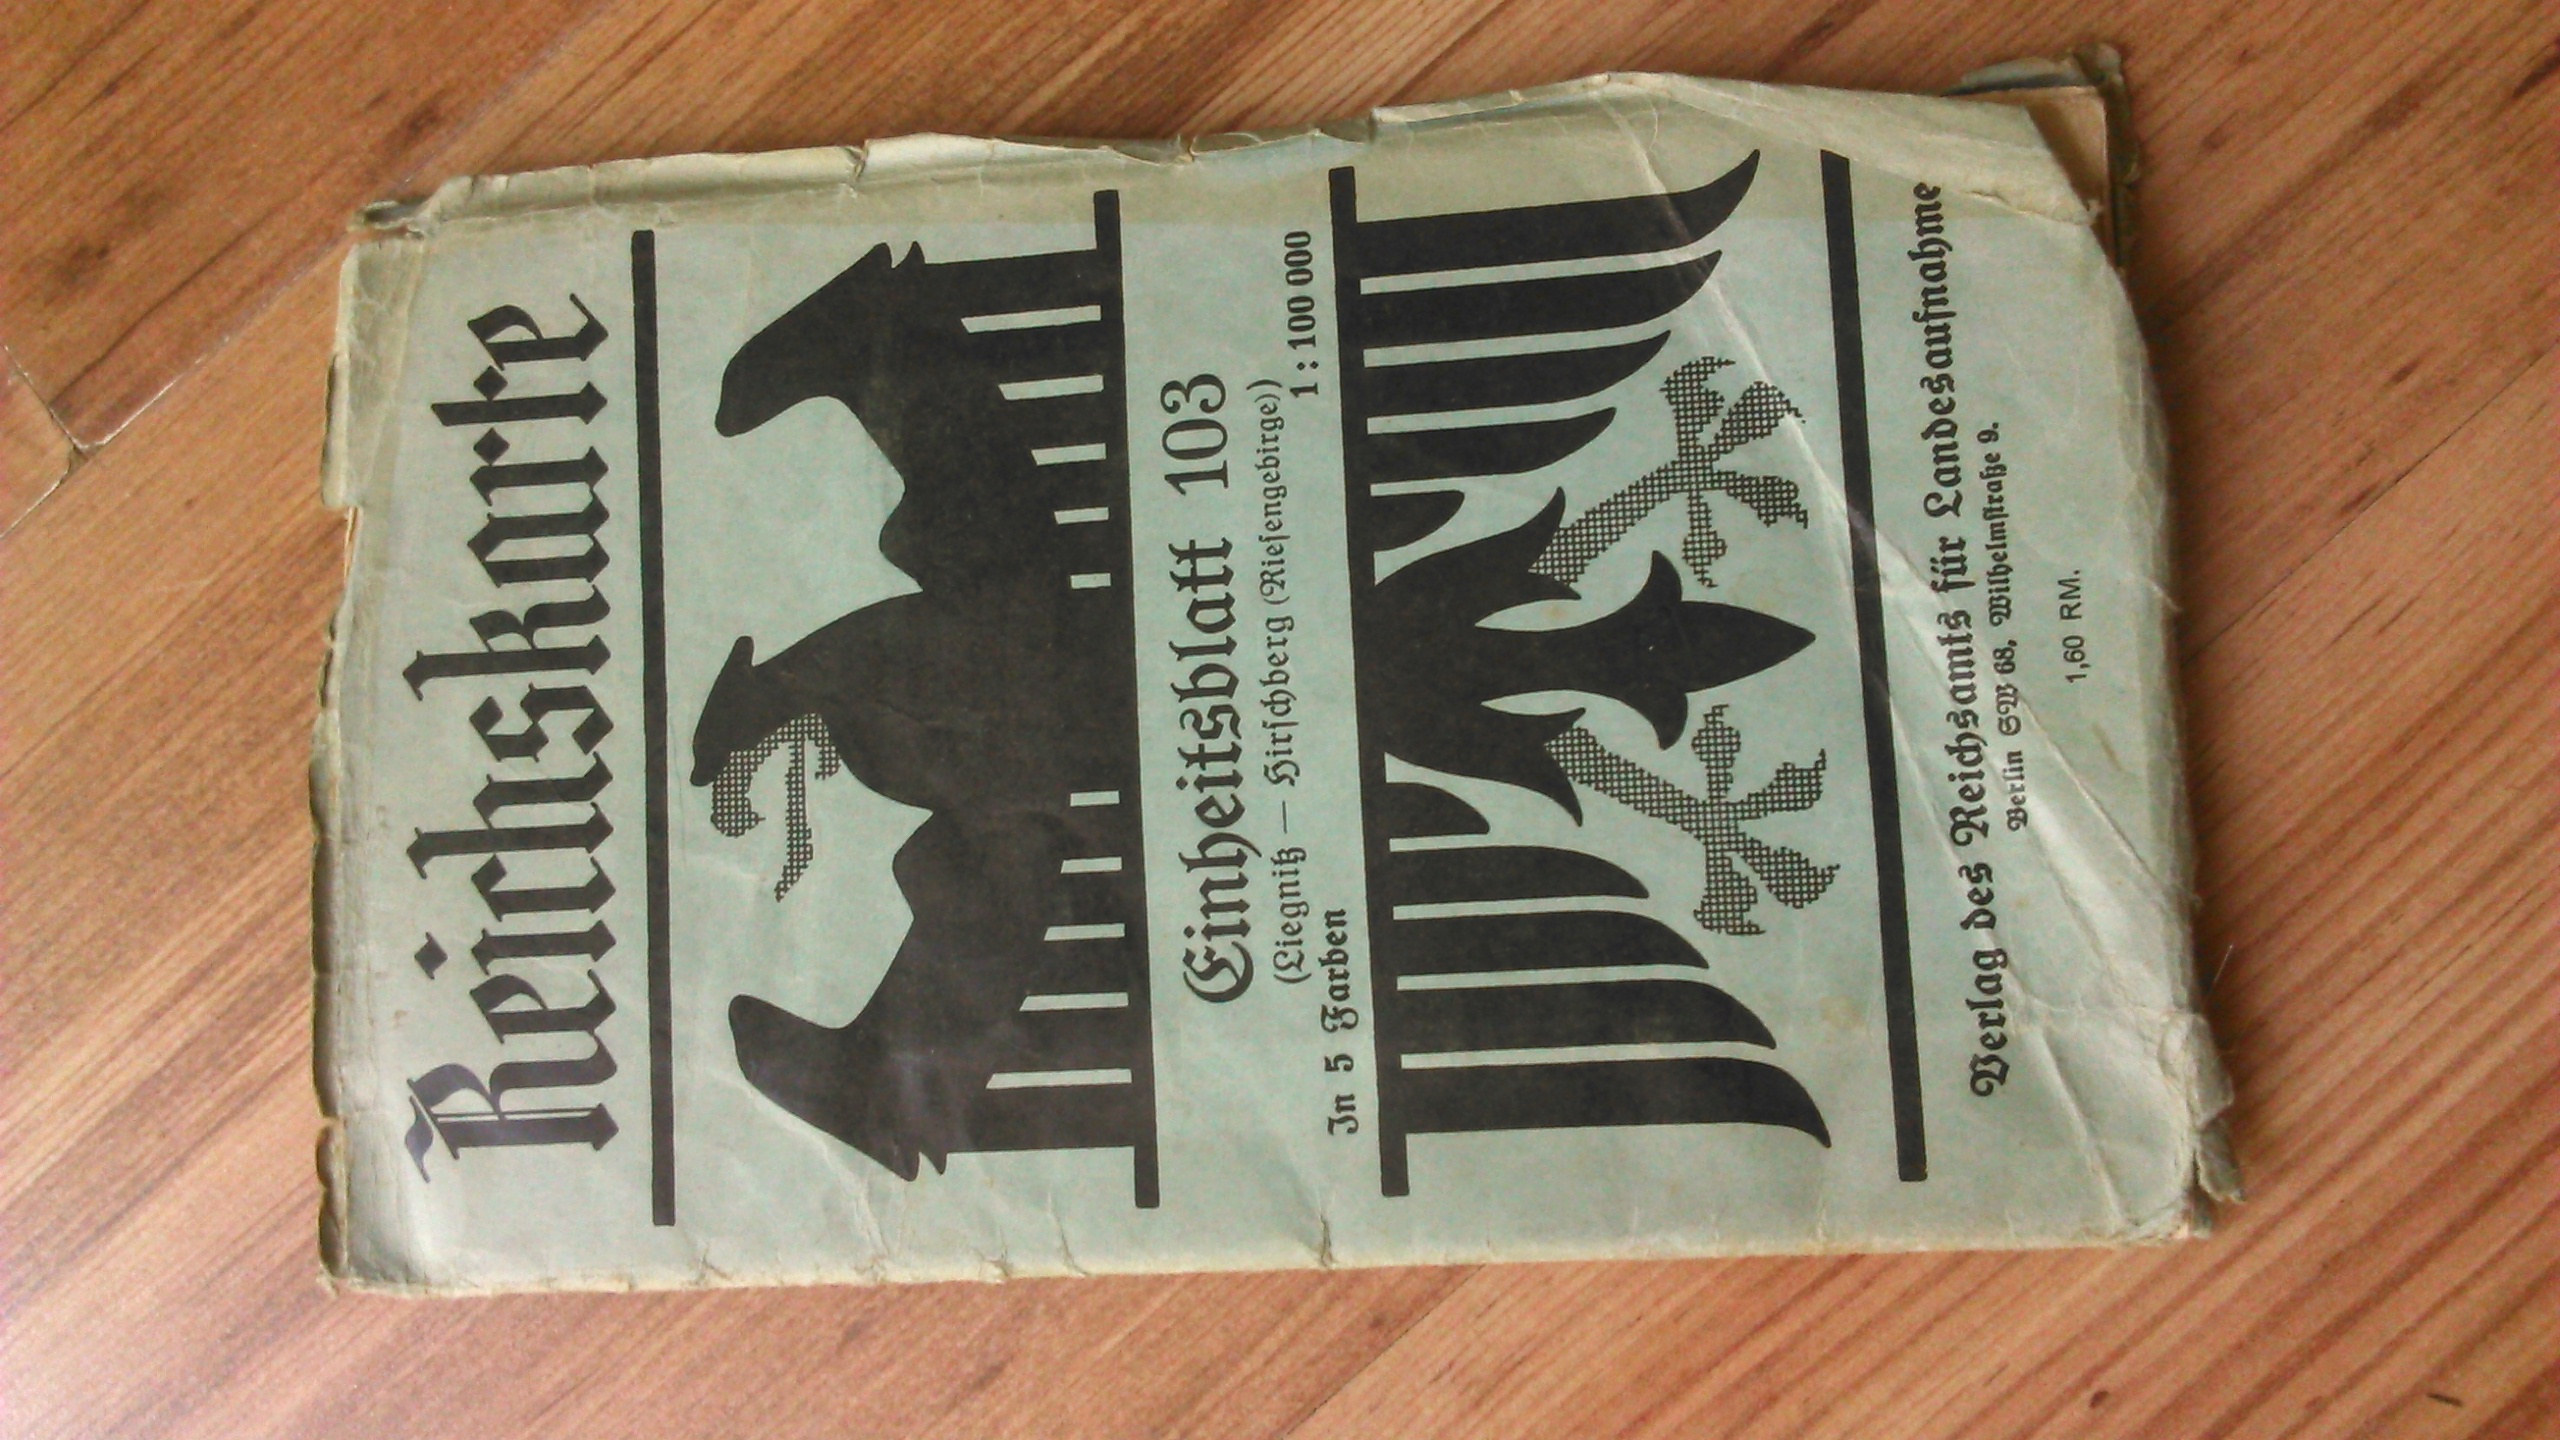 Reichskarte
Einheitsblatt 103
(Liegnitz – Hirschberg (Riesengebirge))
In 5 Farben 1 : 100 000
Verlag des Reichsamts für Landesaufnahme
Berlin SW 68, Wilhelmstraße 9.
1,60 RM.